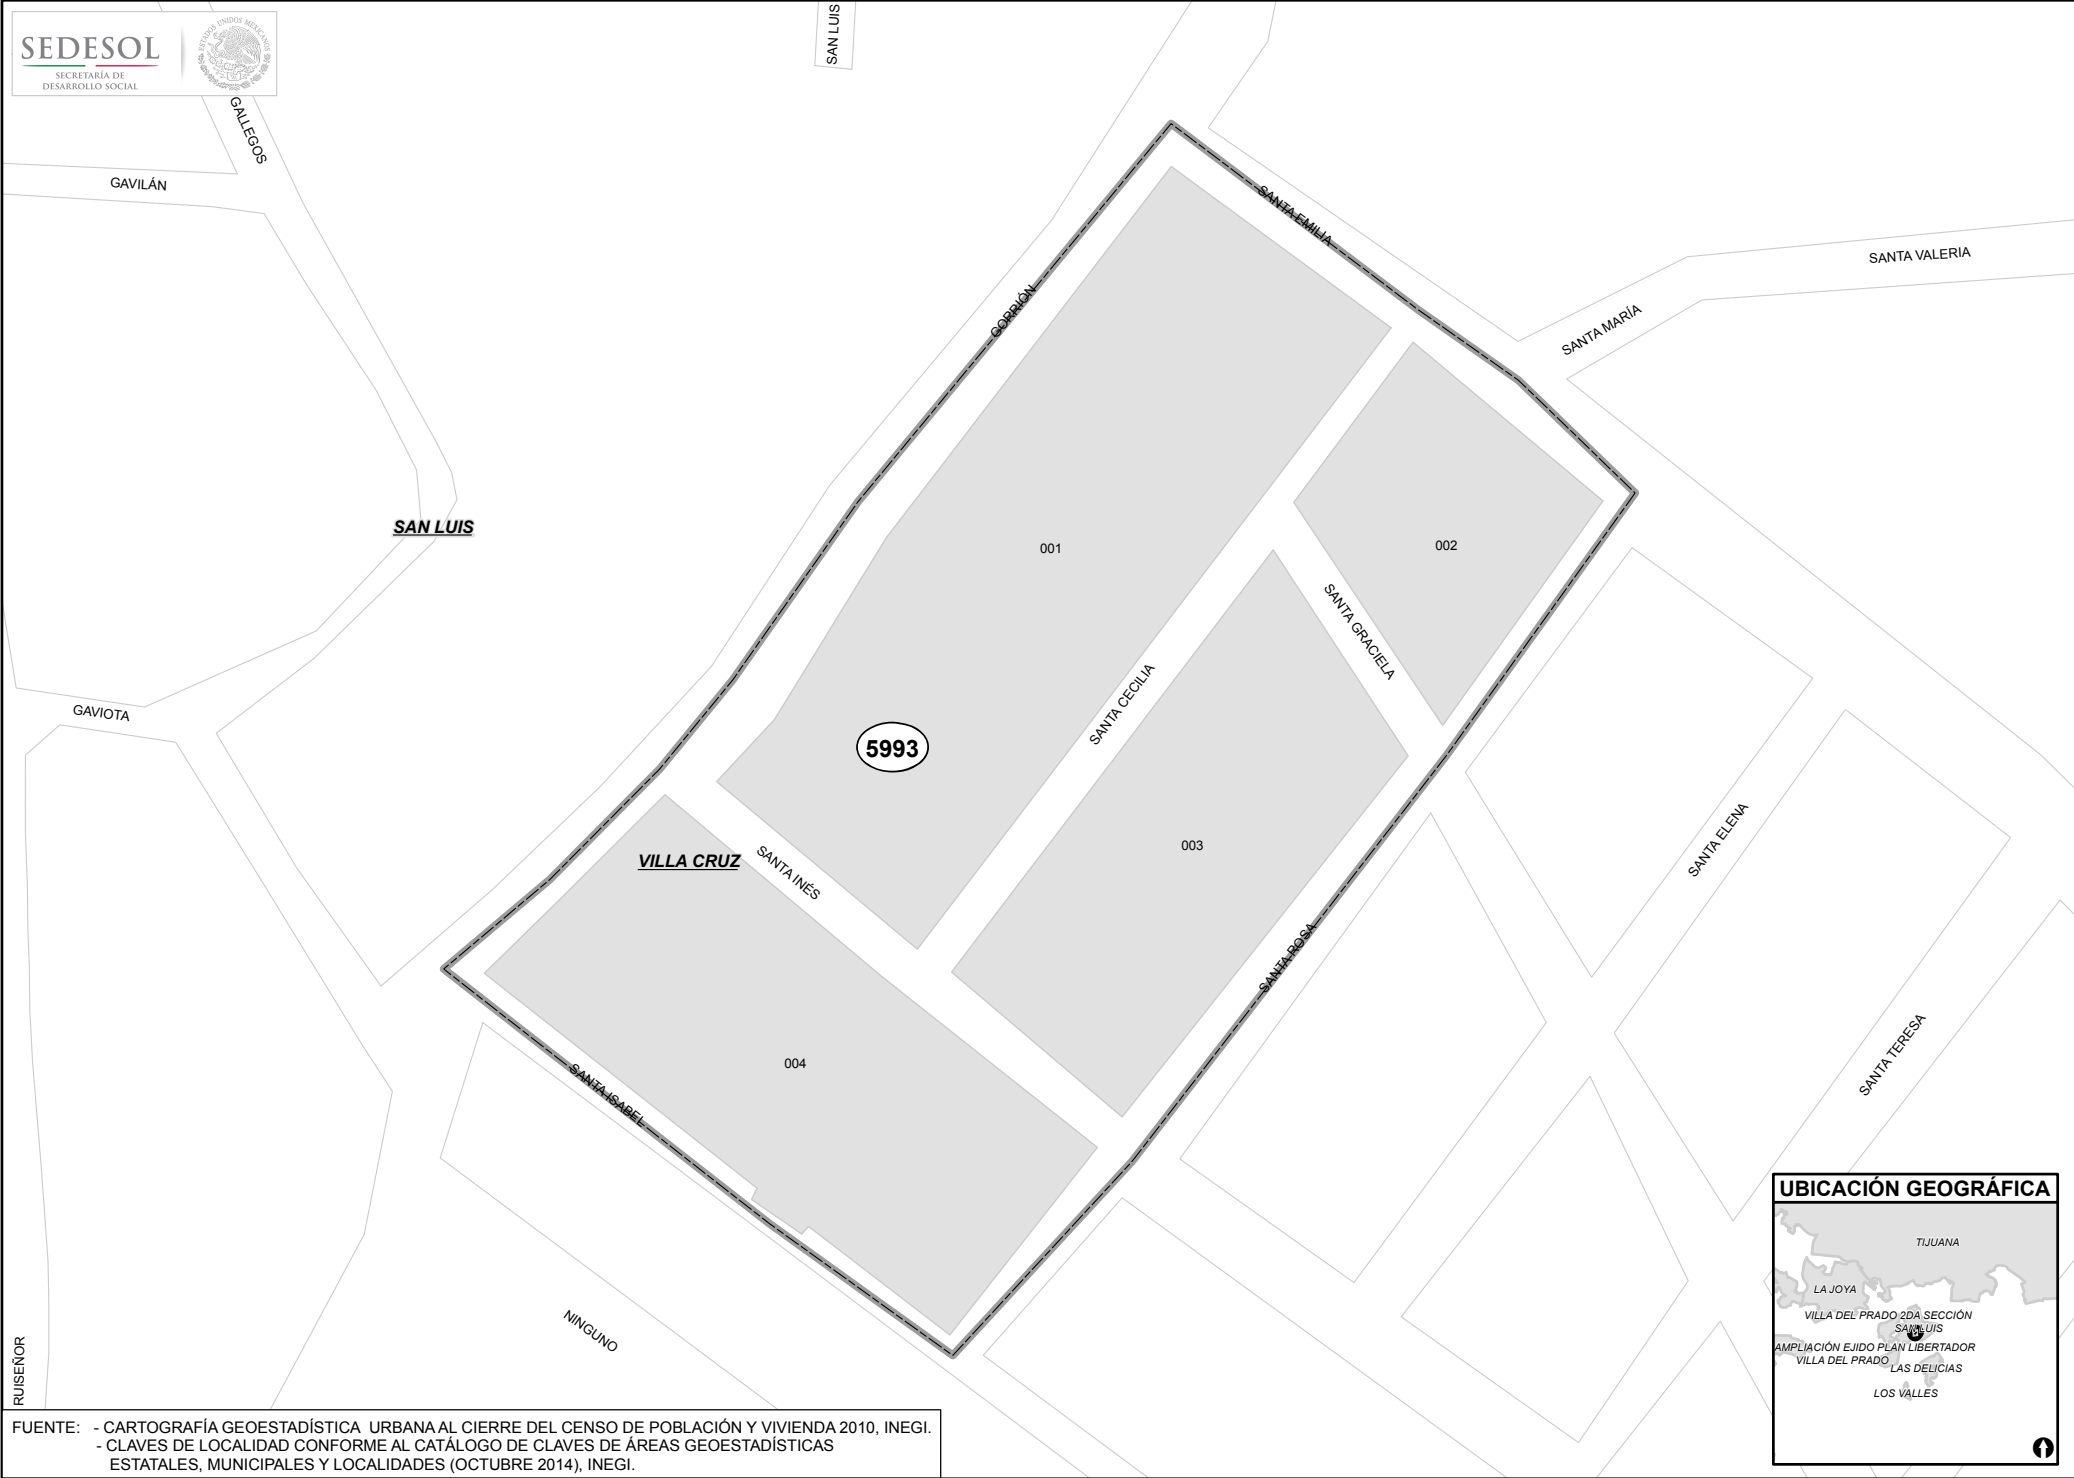 SAN LUIS
SEDESOL
SECRETARÍA DE
DESARROLLO SOCIAL
GALLEGOS
GAVILÁN
SANTA EMILIA
SANTA VALERIA
SANTA MARÍA
GORRIÓN
SAN LUIS
001
002
SANTA GRACIELA
SANTA CECILIA
GAVIOTA
5993
003
SANTA ELENA
VILLA CRUZ
SANTA INÉS
SANTA ROSA
SANTA TERESA
004
SANTA ISABEL
NINGUNO
RUISEÑOR
UBICACIÓN GEOGRÁFICA
TIJUANA
LA JOYA
VILLA DEL PRADO 2DA SECCIÓN
SAN LUIS
AMPLIACIÓN EJIDO PLAN LIBERTADOR
VILLA DEL PRADO
LAS DELICIAS
LOS VALLES
FUENTE: - CARTOGRAFÍA GEOESTADÍSTICA URBANA AL CIERRE DEL CENSO DE POBLACIÓN Y VIVIENDA 2010, INEGI.
- CLAVES DE LOCALIDAD CONFORME AL CATÁLOGO DE CLAVES DE ÁREAS GEOESTADÍSTICAS
ESTATALES, MUNICIPALES Y LOCALIDADES (OCTUBRE 2014), INEGI.